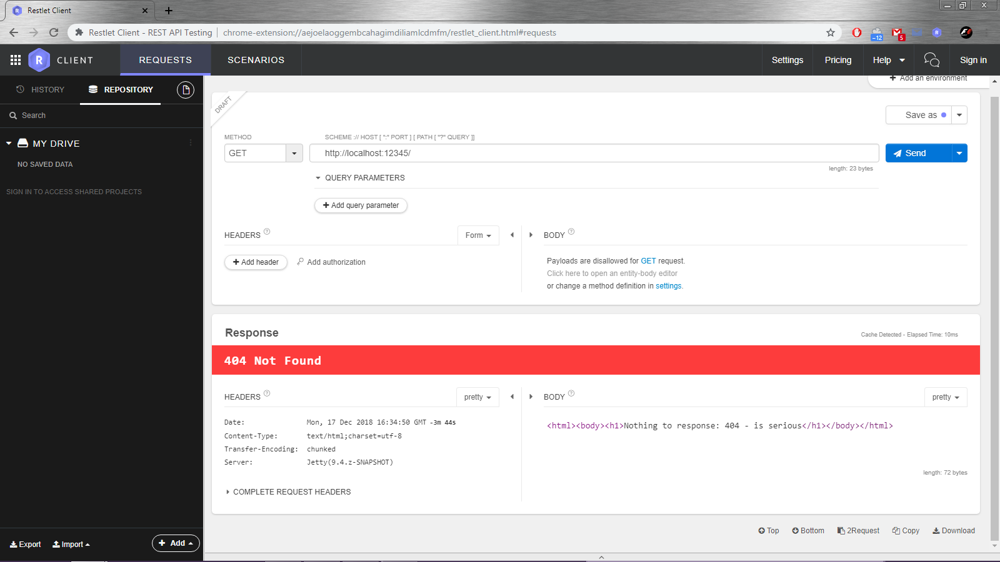 Restlet Client
Restlet Client - REST API Testing
chrome-extension://aejoelaoggembcahagimdiliamlcdmfm/restlet_client.html#requests
-12
5
R
CLIENT
REQUESTS
SCENARIOS
Settings
Pricing
Help
Sign in
HISTORY
REPOSITORY
Search
MY DRIVE
NO SAVED DATA
SIGN IN TO ACCESS SHARED PROJECTS
Export
Import
Add
Add an environment
DRAFT
Save as
METHOD
SCHEME :// HOST [ ":" PORT ] [ PATH [ "?" QUERY ]]
GET
http://localhost:12345/
Send
length: 23 bytes
QUERY PARAMETERS
Add query parameter
HEADERS ?
Form
BODY ?
Add header
Add authorization
Payloads are disallowed for GET request.
Click here to open an entity-body editor
or change a method definition in settings.
Response
Cache Detected - Elapsed Time: 10ms
404 Not Found
HEADERS ?
pretty
BODY ?
pretty
Date: Mon, 17 Dec 2018 16:34:50 GMT -3m 44s
Content-Type: text/html;charset=utf-8
Transfer-Encoding: chunked
Server: Jetty(9.4.z-SNAPSHOT)
<html><body><h1>Nothing to response: 404 - is serious</h1></body></html>
length: 72 bytes
COMPLETE REQUEST HEADERS
Top
Bottom
2Request
Copy
Download